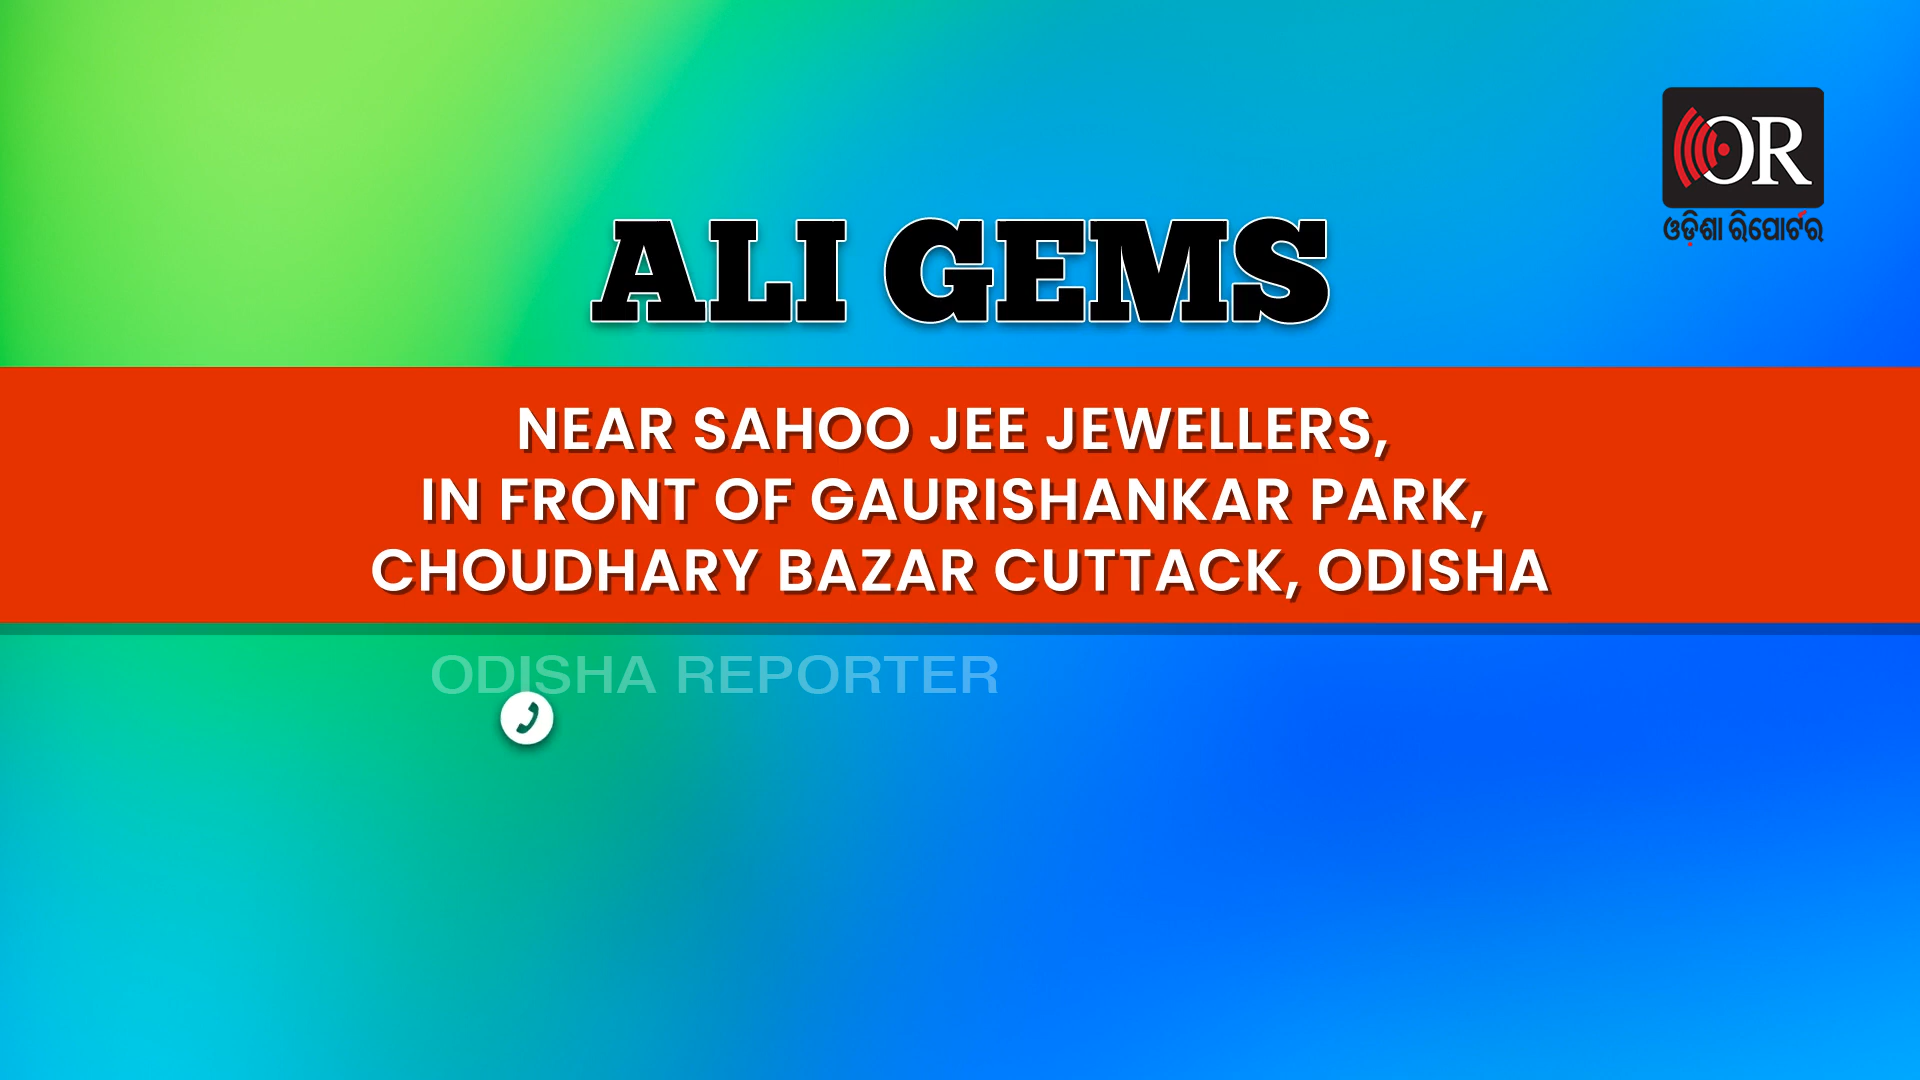 OR
ଓଡ଼ିଶା ରିପୋର୍ଟର
ALI GEMS
NEAR SAHOO JEE JEWELLERS,
IN FRONT OF GAURISHANKAR PARK,
CHOUDHARY BAZAR CUTTACK, ODISHA
ODISHA REPORTER